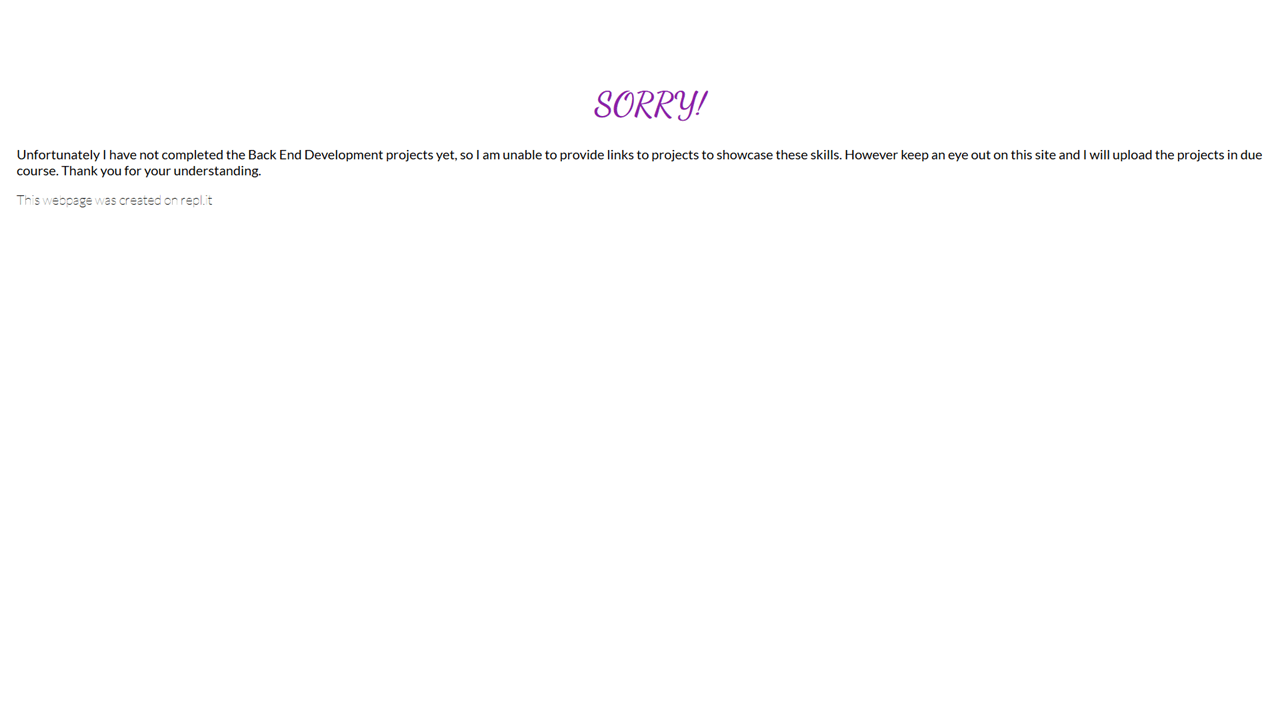 SORRY!
Unfortunately I have not completed the Back End Development projects yet, so I am unable to provide links to projects to showcase these skills. However keep an eye out on this site and I will upload the projects in due
course. Thank you for your understanding.
This webpage was created on repl.it